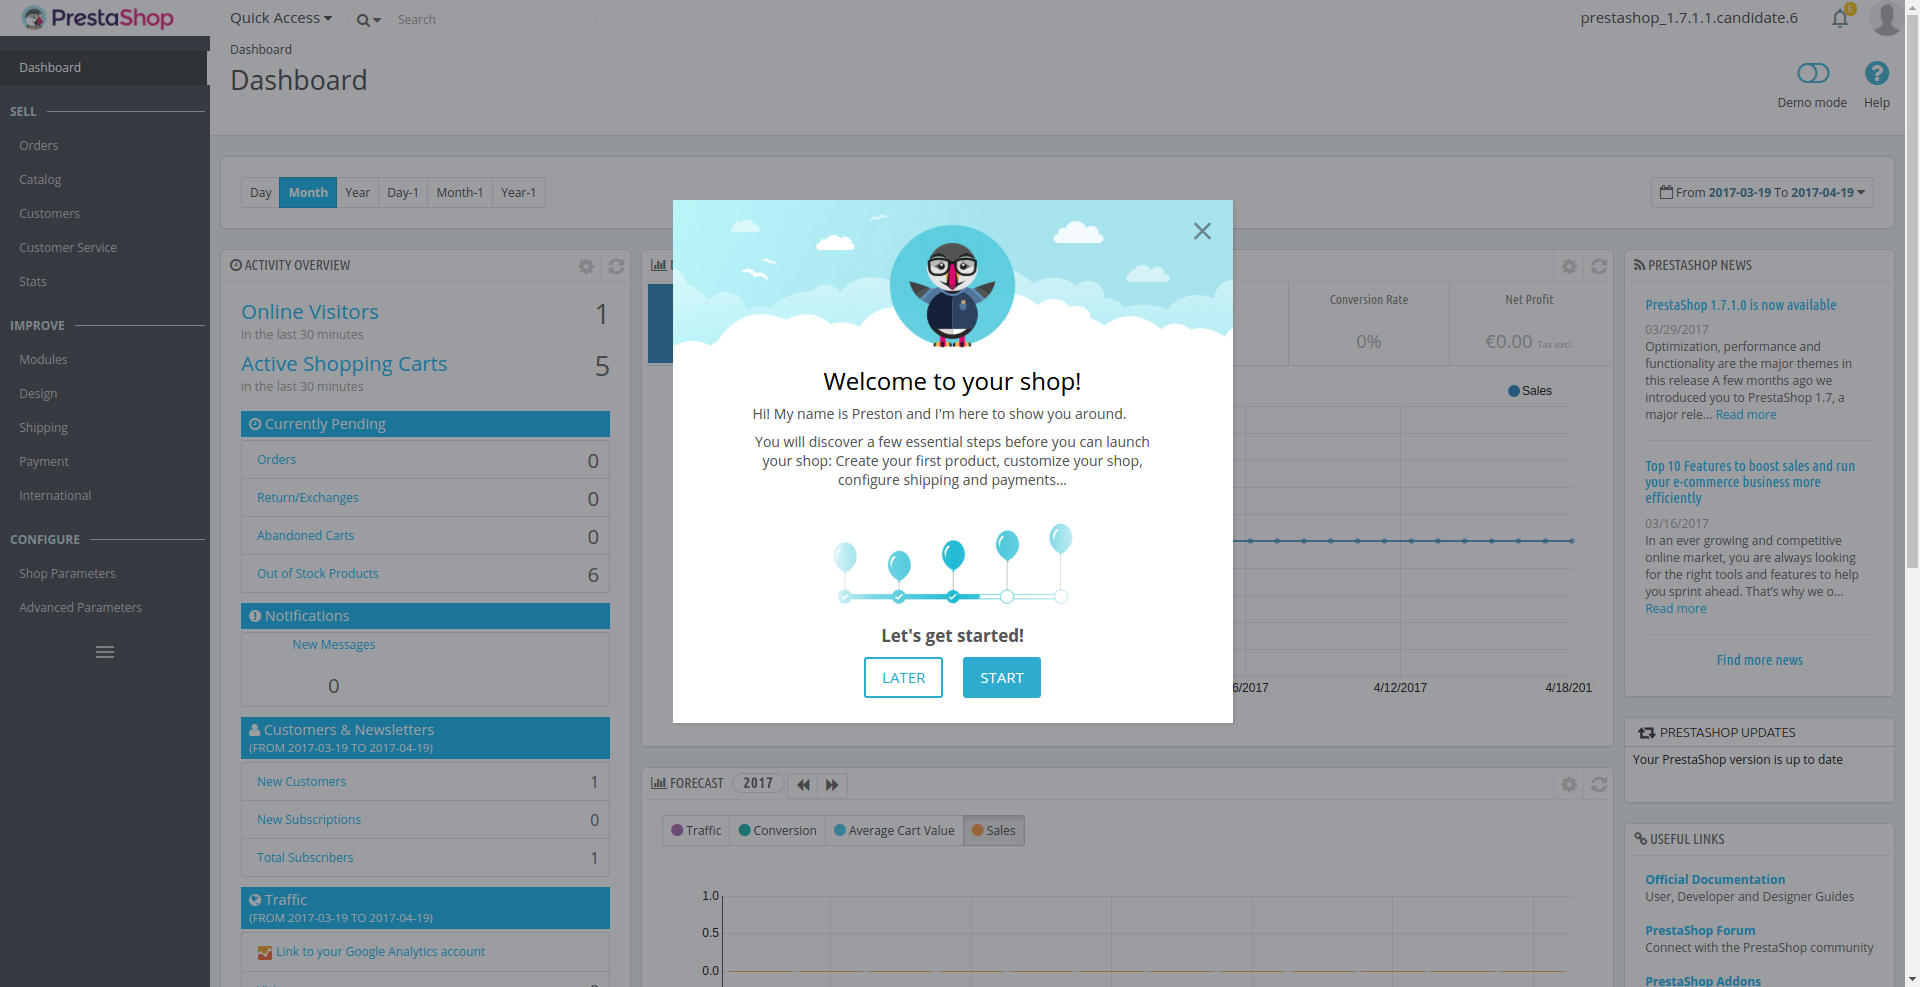 PrestaShop
Quick Access
Search
prestashop_1.7.1.1.candidate.6
6
Dashboard
Dashboard
Demo mode
Help
Dashboard
SELL
Orders
Catalog
Customers
Customer Service
Stats
IMPROVE
Modules
Design
Shipping
Payment
International
CONFIGURE
Shop Parameters
Advanced Parameters
Day Month Year Day-1 Month-1 Year-1
From 2017-03-19 To 2017-04-19
ACTIVITY OVERVIEW
Online Visitors 1
in the last 30 minutes
Active Shopping Carts 5
in the last 30 minutes
Currently Pending
Orders 0
Return/Exchanges 0
Abandoned Carts 0
Out of Stock Products 6
Notifications
New Messages
0
Customers & Newsletters
(FROM 2017-03-19 TO 2017-04-19)
New Customers 1
New Subscriptions 0
Total Subscribers 1
Traffic
(FROM 2017-03-19 TO 2017-04-19)
Link to your Google Analytics account
Welcome to your shop!
Hi! My name is Preston and I'm here to show you around.
You will discover a few essential steps before you can launch
your shop: Create your first product, customize your shop,
configure shipping and payments...
Let's get started!
LATER START
Conversion Rate
0%
Net Profit
€0.00 Tax excl.
Sales
6/2017 4/12/2017 4/18/201
FORECAST 2017
Traffic Conversion Average Cart Value Sales
1.0
0.5
0.0
PRESTASHOP NEWS
PrestaShop 1.7.1.0 is now available
03/29/2017
Optimization, performance and
functionality are the major themes in
this release A few months ago we
introduced you to PrestaShop 1.7, a
major rele... Read more
Top 10 Features to boost sales and run
your e-commerce business more
efficiently
03/16/2017
In an ever growing and competitive
online market, you are always looking
for the right tools and features to help
you sprint ahead. That's why we o...
Read more
Find more news
PRESTASHOP UPDATES
Your PrestaShop version is up to date
USEFUL LINKS
Official Documentation
User, Developer and Designer Guides
PrestaShop Forum
Connect with the PrestaShop community
PrestaShop Addons